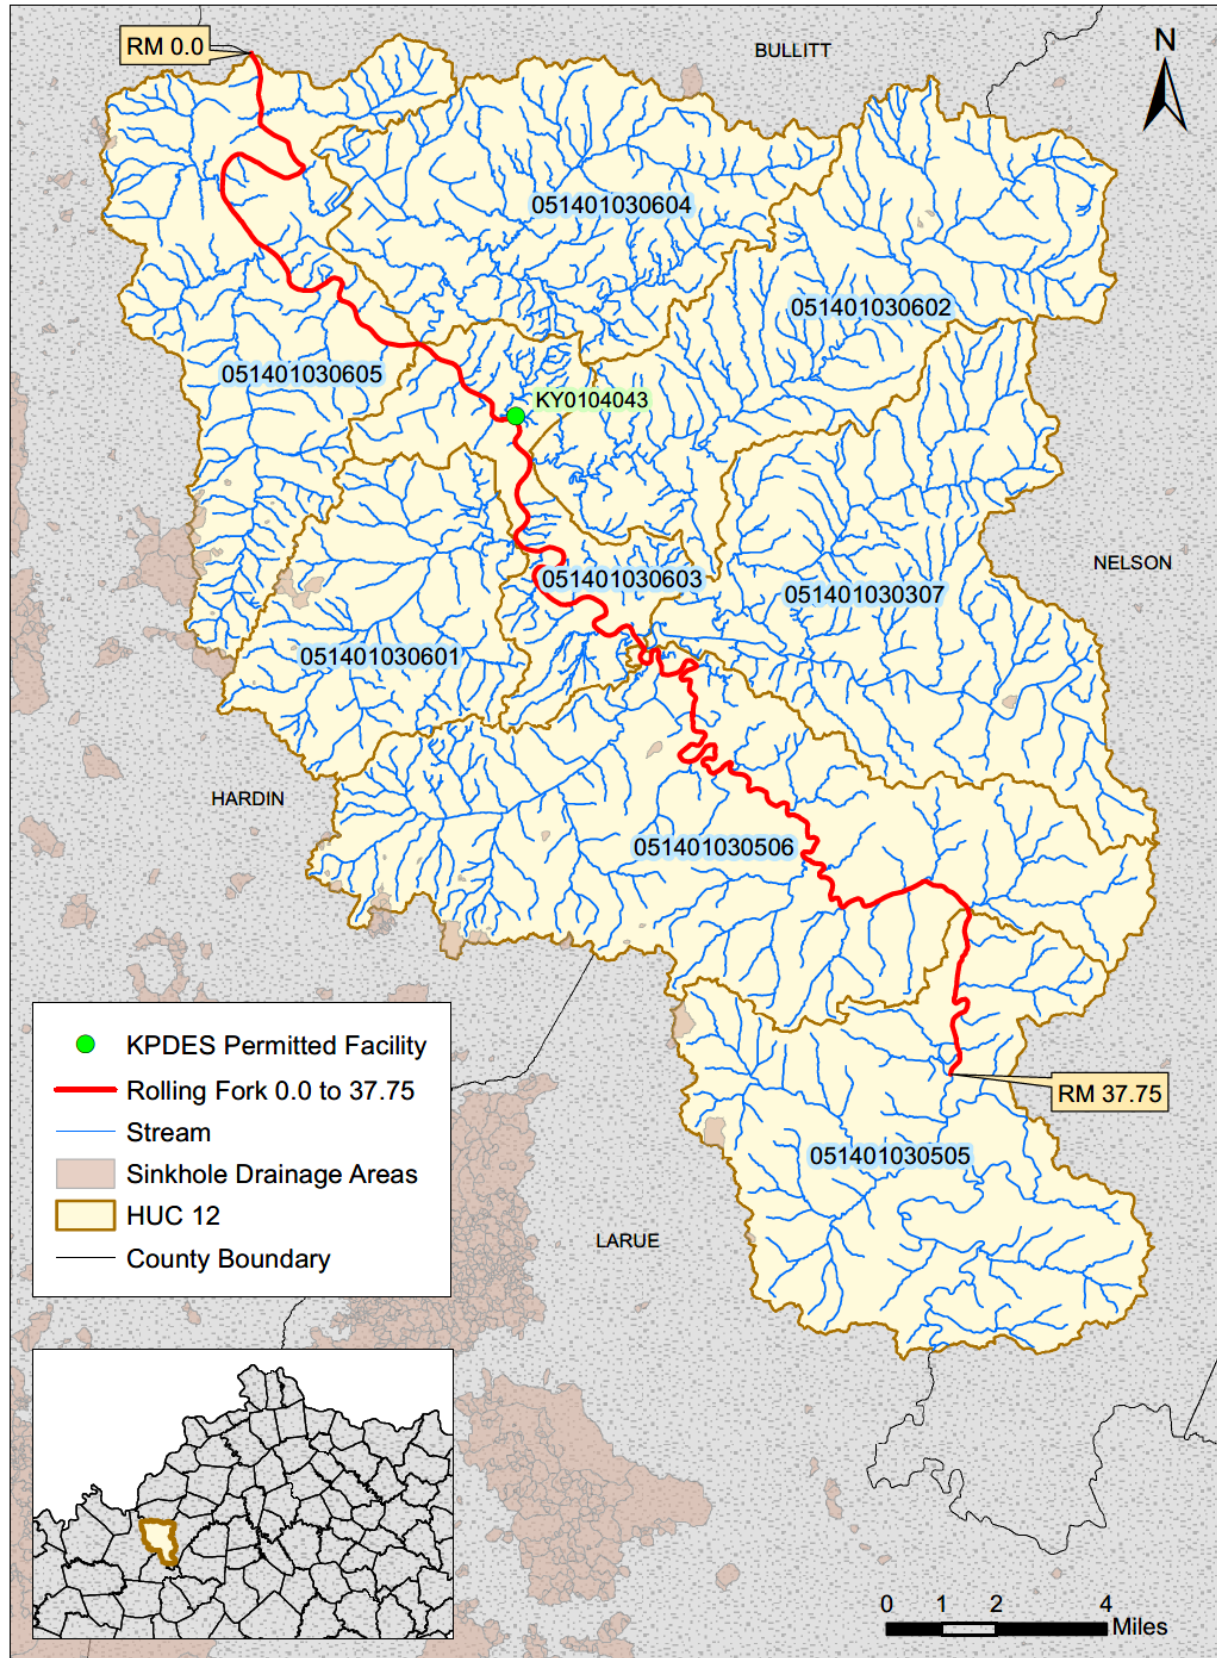 RM 0.0
BULLITT
N
051401030604
051401030602
051401030605
KY0104043
NELSON
051401030603
051401030307
051401030601
HARDIN
051401030506
KPDES Permitted Facility
Rolling Fork 0.0 to 37.75
Stream
Sinkhole Drainage Areas
HUC 12
County Boundary
RM 37.75
051401030505
LARUE
0 1 2 4
Miles